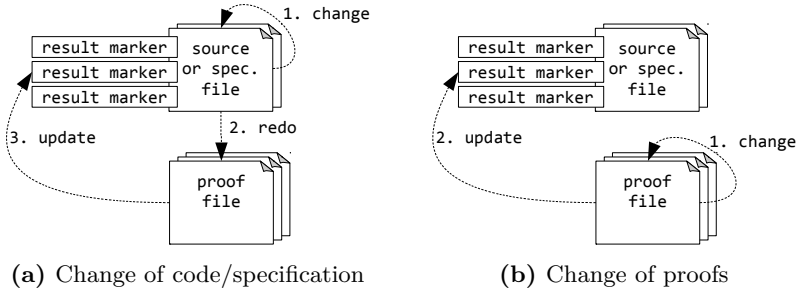 1. change
result marker
result marker
result marker
source
or spec.
file
2. redo
3. update
proof
file
(a) Change of code/specification
result marker
result marker
result marker
source
or spec.
file
1. change
2. update
proof
file
(b) Change of proofs